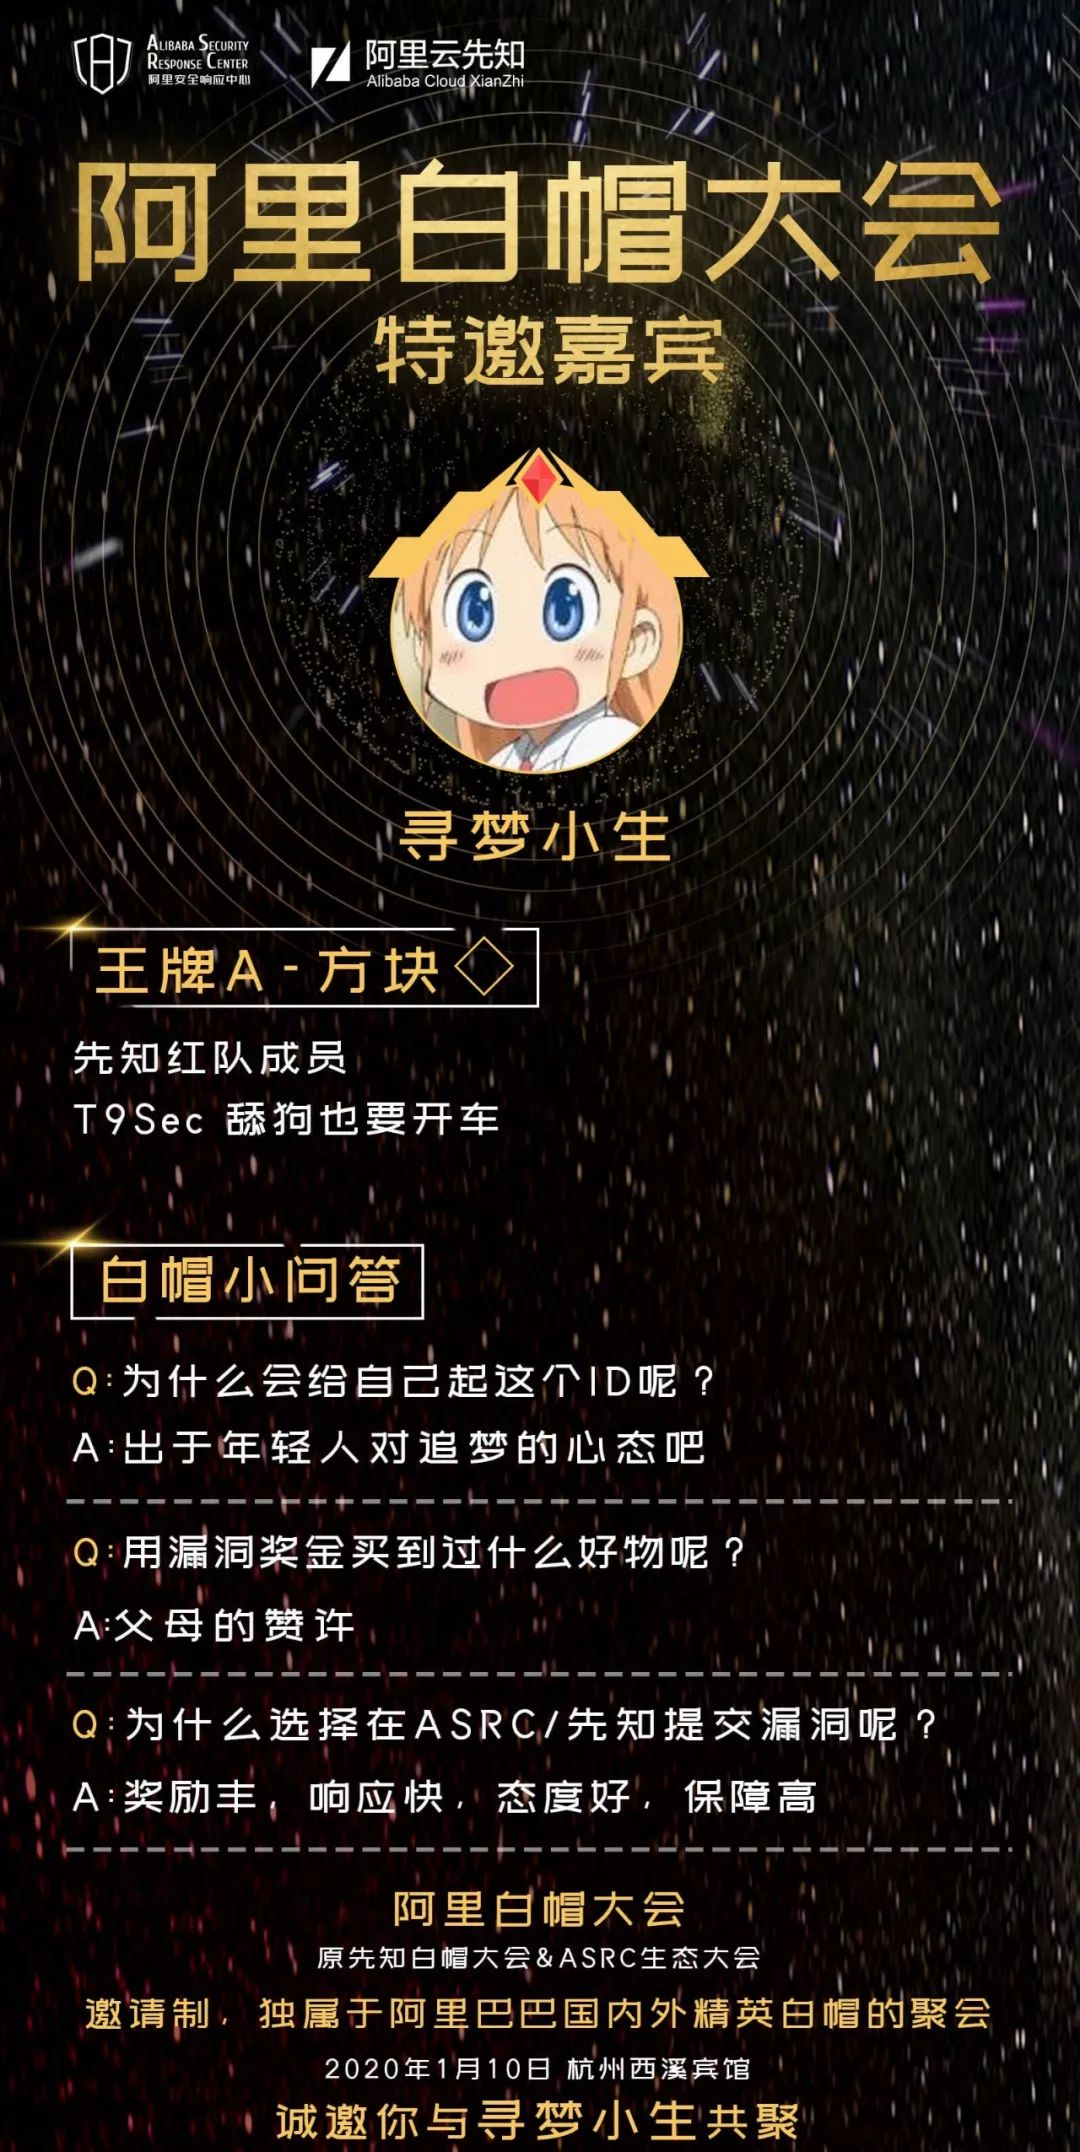 ALIBABA SECURITY
RESPONSE CENTER
阿里安全响应中心
阿里云先知
Alibaba Cloud XianZhi
阿里白帽大会
特邀嘉宾
寻梦小生
王牌A-方块◇
先知红队成员
T9Sec 舔狗也要开车
白帽小问答
Q:为什么会给自己起这个ID呢？
A:出于年轻人对追梦的心态吧
Q:用漏洞奖金买到过什么好物呢？
A:父母的赞许
Q:为什么选择在ASRC/先知提交漏洞呢？
A:奖励丰，响应快，态度好，保障高
阿里白帽大会
原先知白帽大会&ASRC生态大会
邀请制，独属于阿里巴巴国内外精英白帽的聚会
2020年1月10日 杭州西溪宾馆
诚邀你与寻梦小生共聚